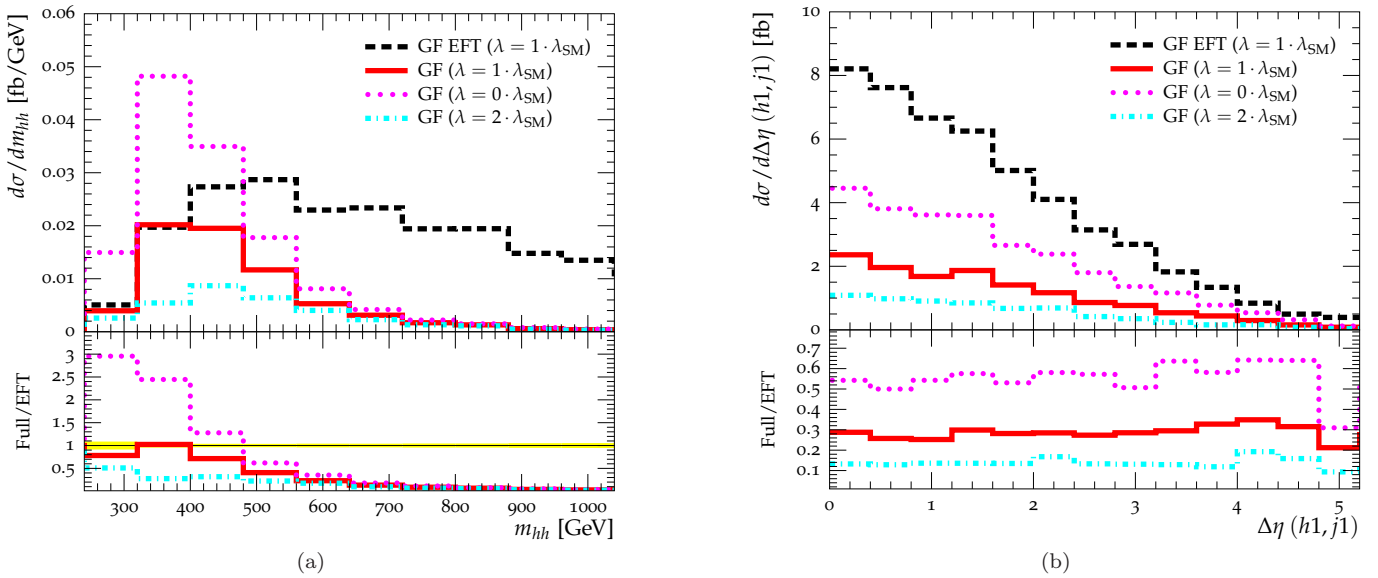 0.06
0.05
0.04
0.03
0.02
0.01
0
dσ/dm_hh [fb/GeV]
GF EFT (λ = 1 · λ_SM)
GF (λ = 1 · λ_SM)
GF (λ = 0 · λ_SM)
GF (λ = 2 · λ_SM)
3
2.5
2
1.5
1
0.5
Full/EFT
300 400 500 600 700 800 900 1000
m_hh [GeV]
(a)
10
8
6
4
2
0
dσ/dΔη (h1, j1) [fb]
GF EFT (λ = 1 · λ_SM)
GF (λ = 1 · λ_SM)
GF (λ = 0 · λ_SM)
GF (λ = 2 · λ_SM)
0.7
0.6
0.5
0.4
0.3
0.2
0.1
Full/EFT
0 1 2 3 4 5
Δη (h1, j1)
(b)